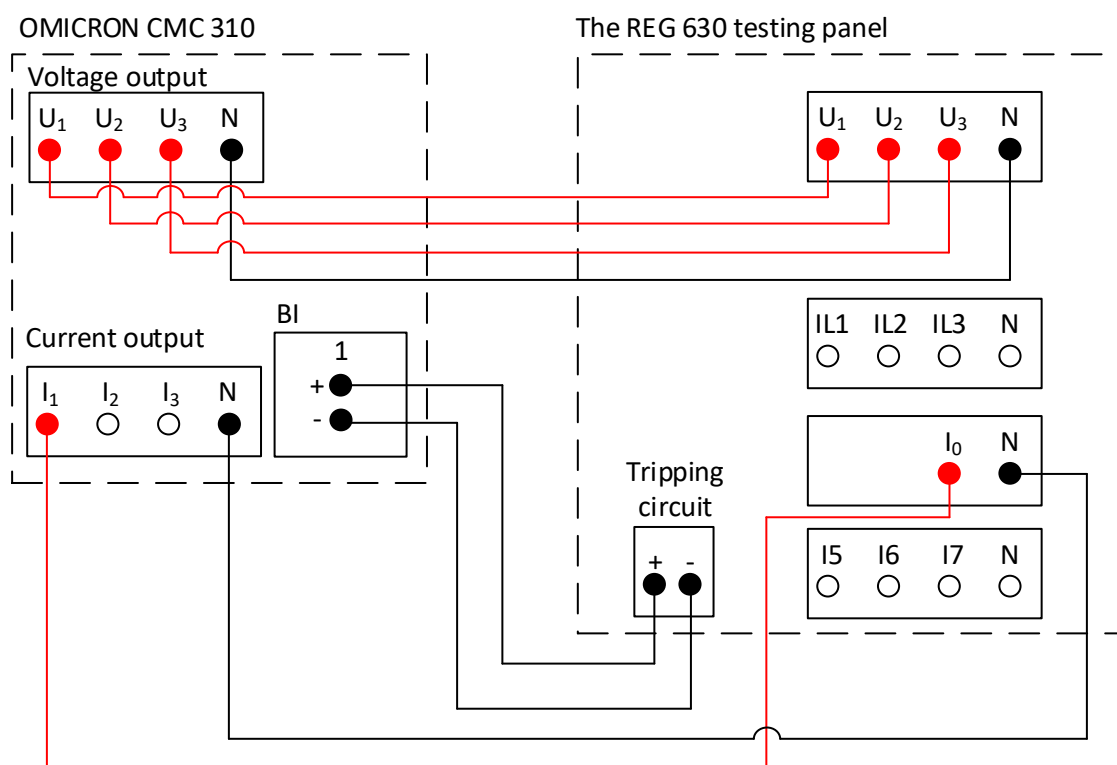 OMICRON CMC 310
The REG 630 testing panel
Voltage output
U₁ U₂ U₃ N
U₁ U₂ U₃ N
BI
1
+
-
Current output
I₁ I₂ I₃ N
IL1 IL2 IL3 N
I₀ N
Tripping
circuit
+ -
I5 I6 I7 N